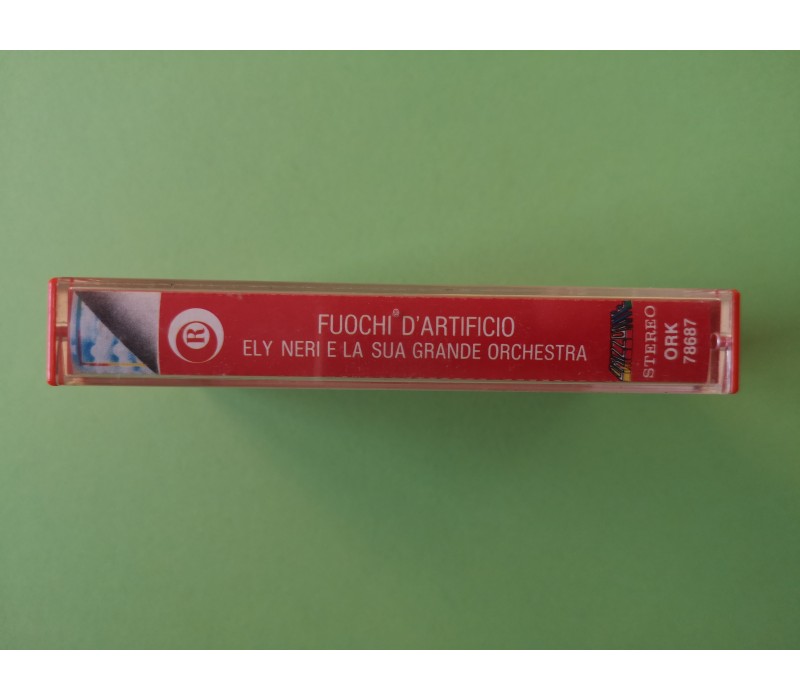 R
FUOCHI D'ARTIFICIO
ELY NERI E LA SUA GRANDE ORCHESTRA
STEREO
ORK
78687